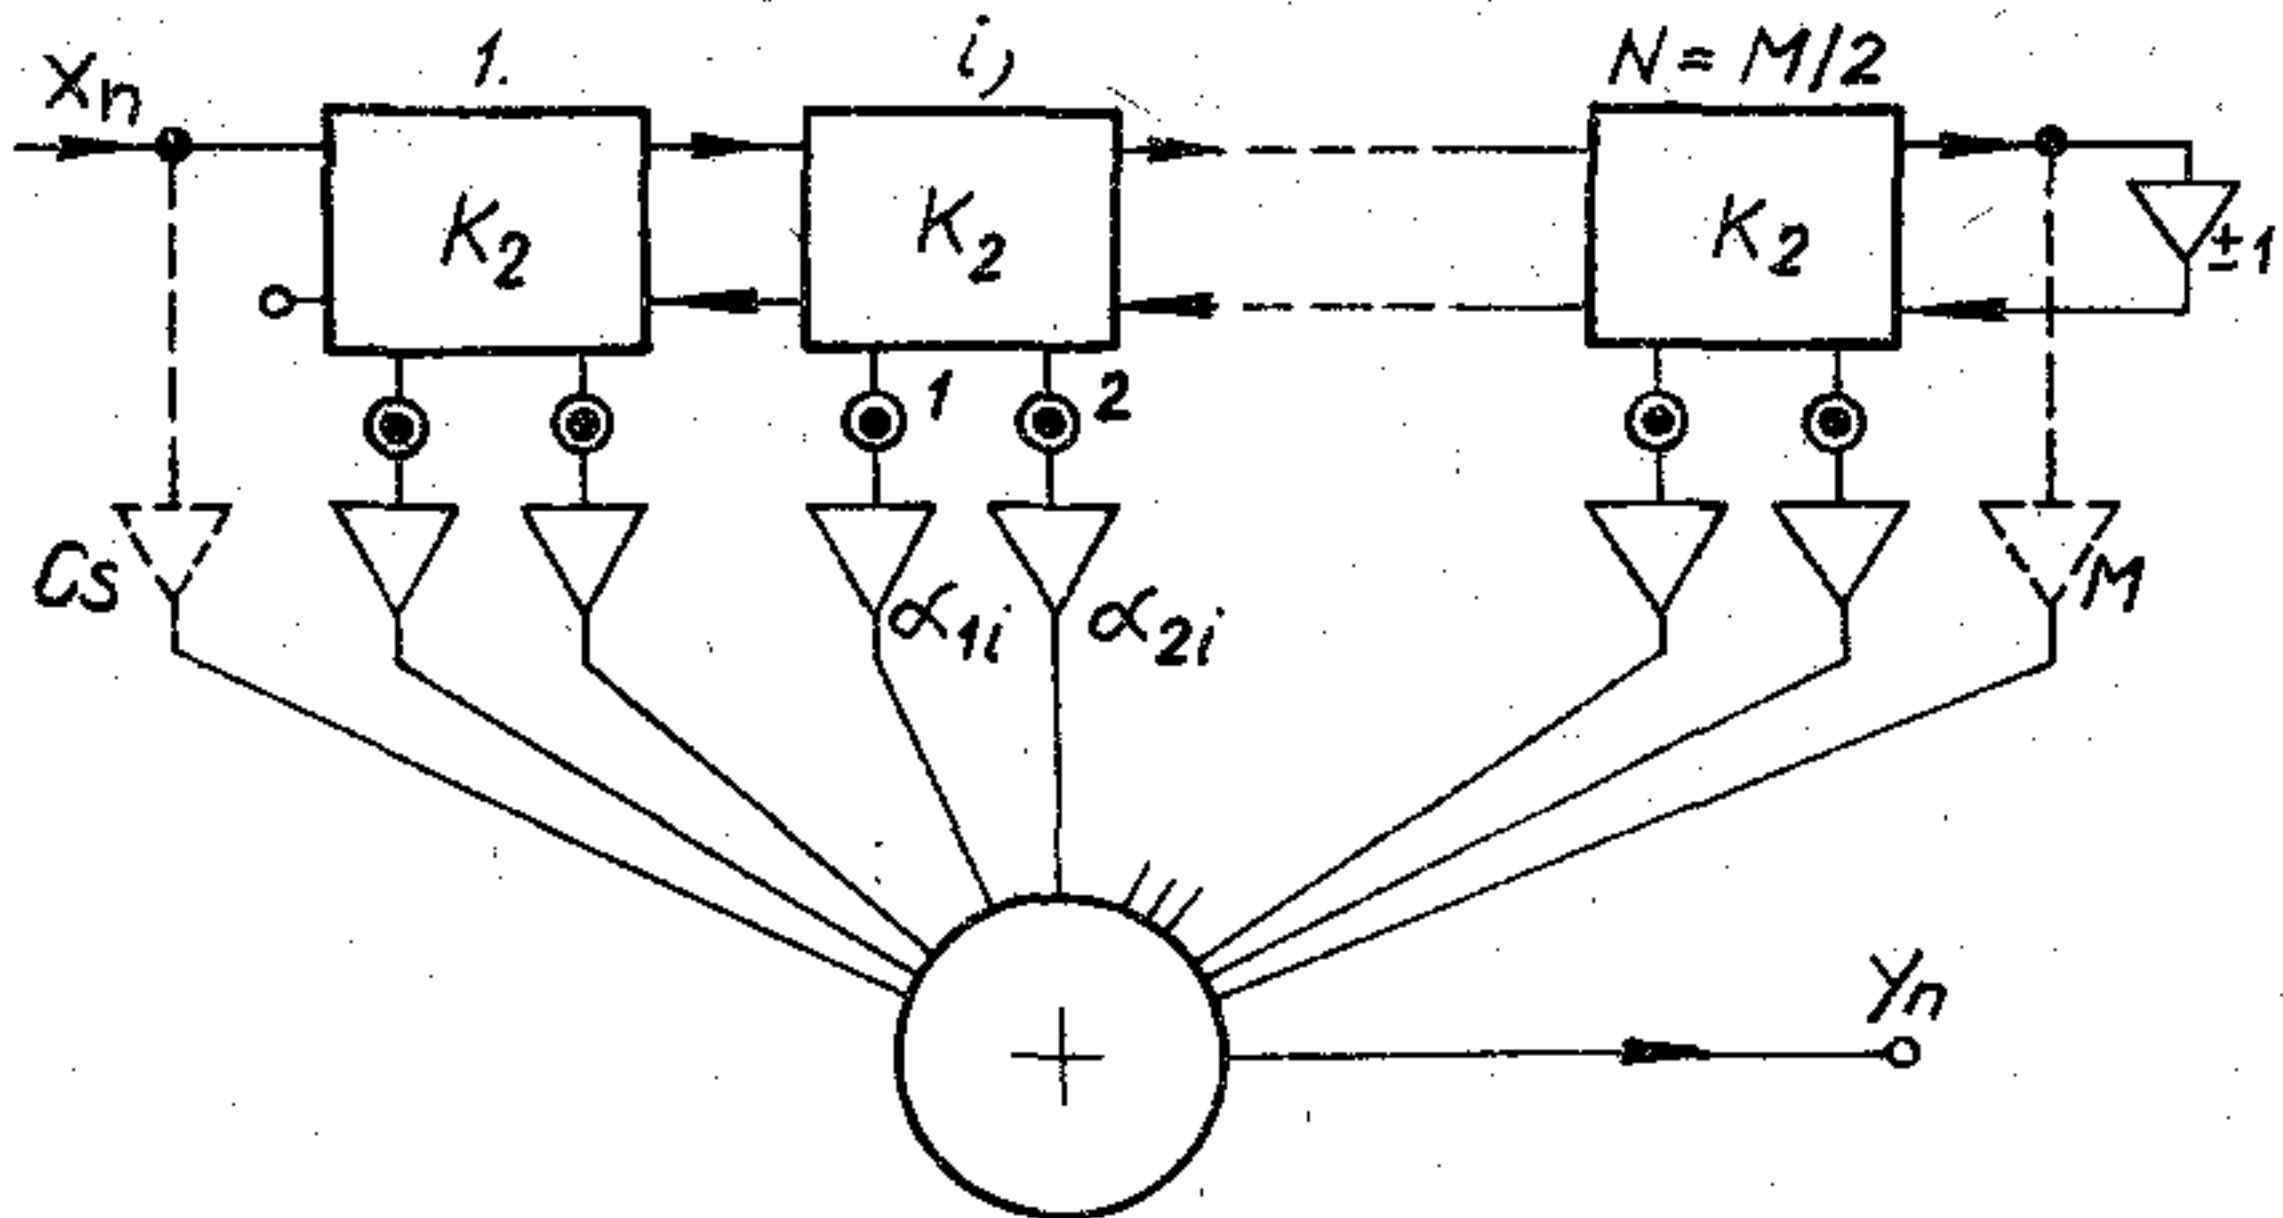 Xn
1.
i)
N = M/2
K2
K2
K2
±1
1
2
Cs
α1i
α2i
M
+
Yn